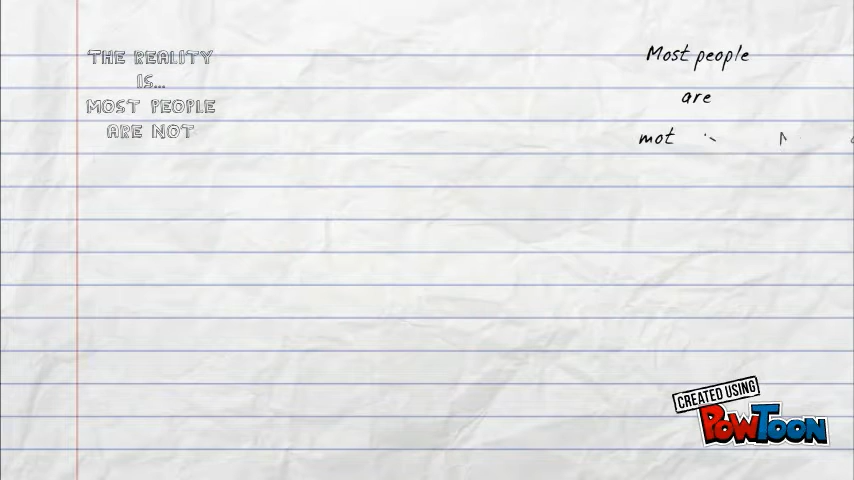 THE REALITY
IS...
MOST PEOPLE
ARE NOT
Most people
are
mot
CREATED USING
POWTOON